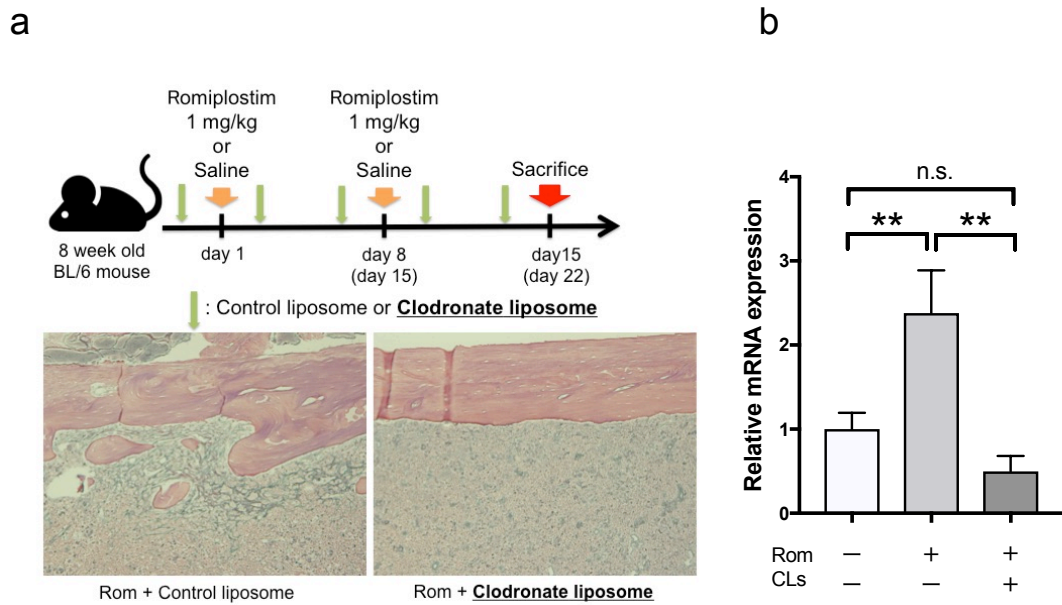 a
Romiplostim
1 mg/kg
or
Saline
Romiplostim
1 mg/kg
or
Saline
Sacrifice
8 week old
BL/6 mouse
day 1
day 8
(day 15)
day15
(day 22)
: Control liposome or Clodronate liposome
Rom + Control liposome
Rom + Clodronate liposome
b
Relative mRNA expression
4
3
2
1
0
n.s.
** **
Rom − + +
CLs − − +